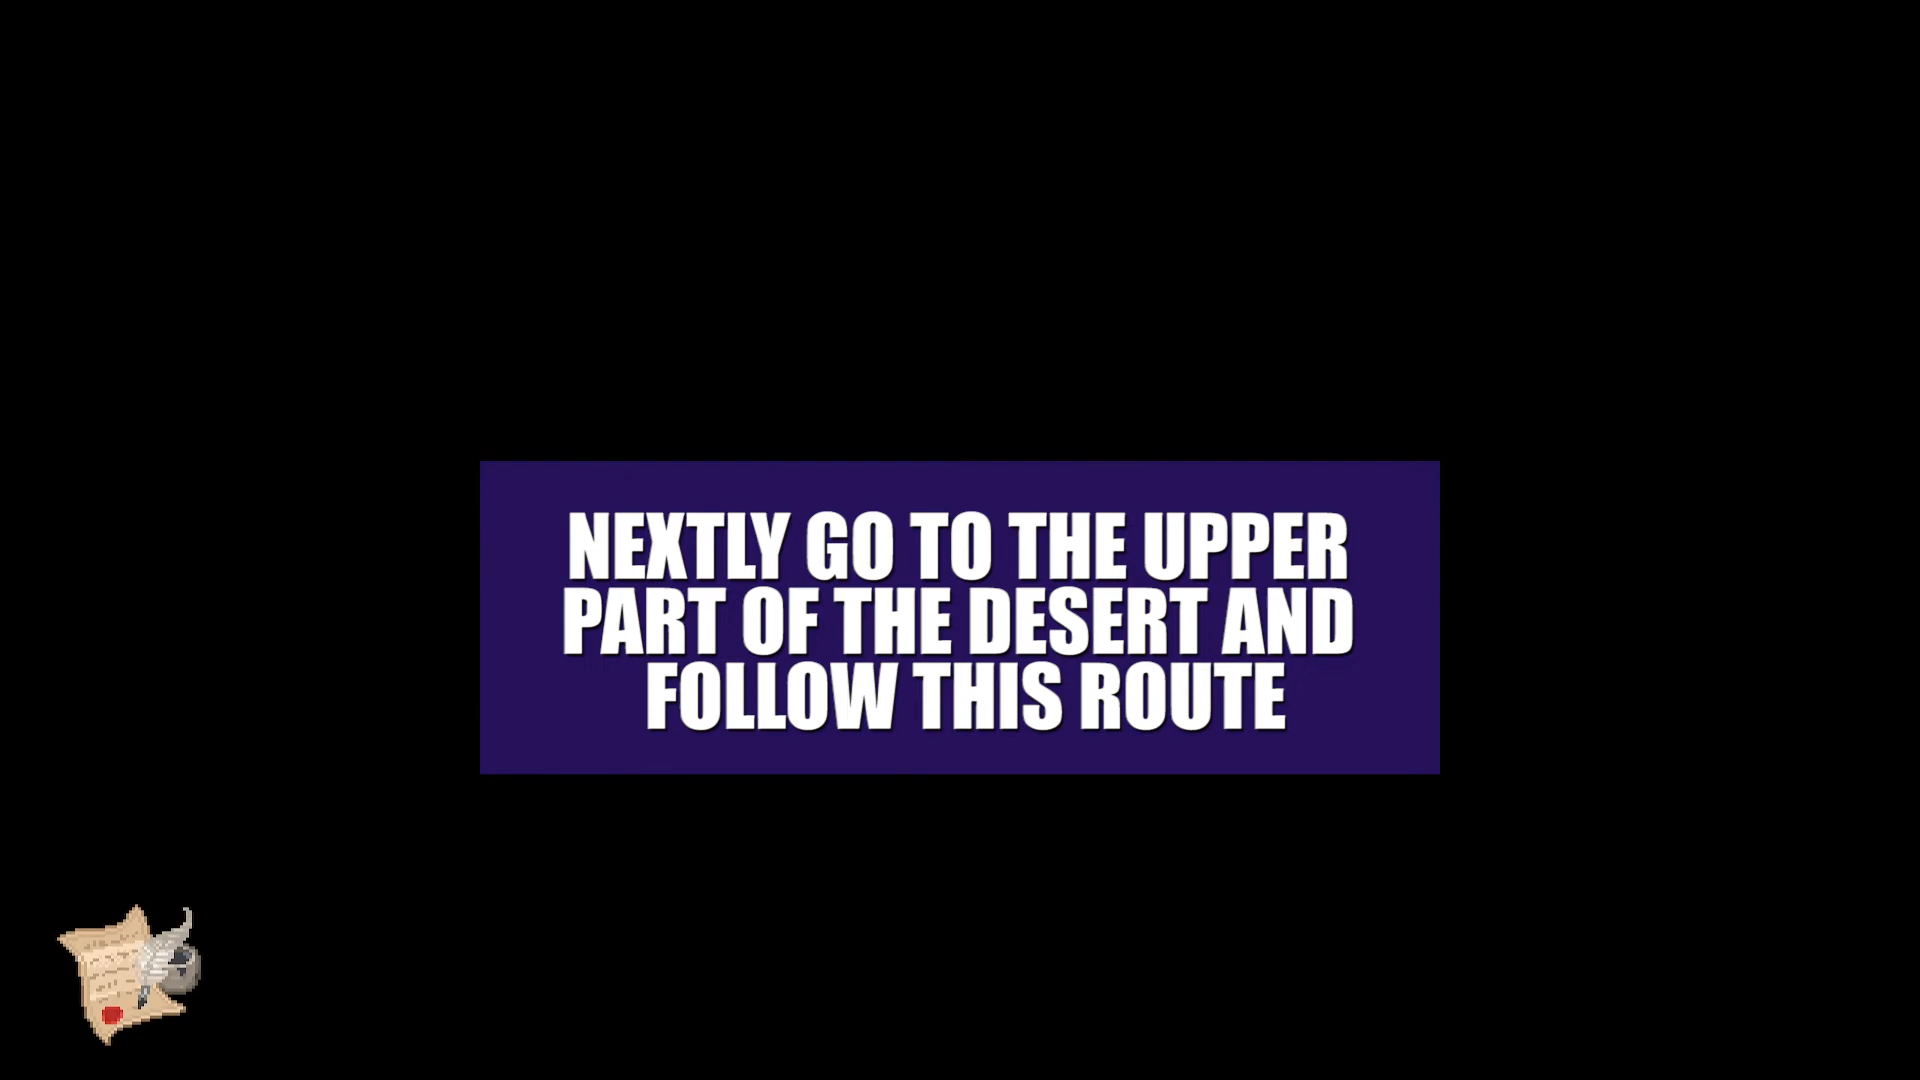 NEXTLY GO TO THE UPPER
PART OF THE DESERT AND
FOLLOW THIS ROUTE